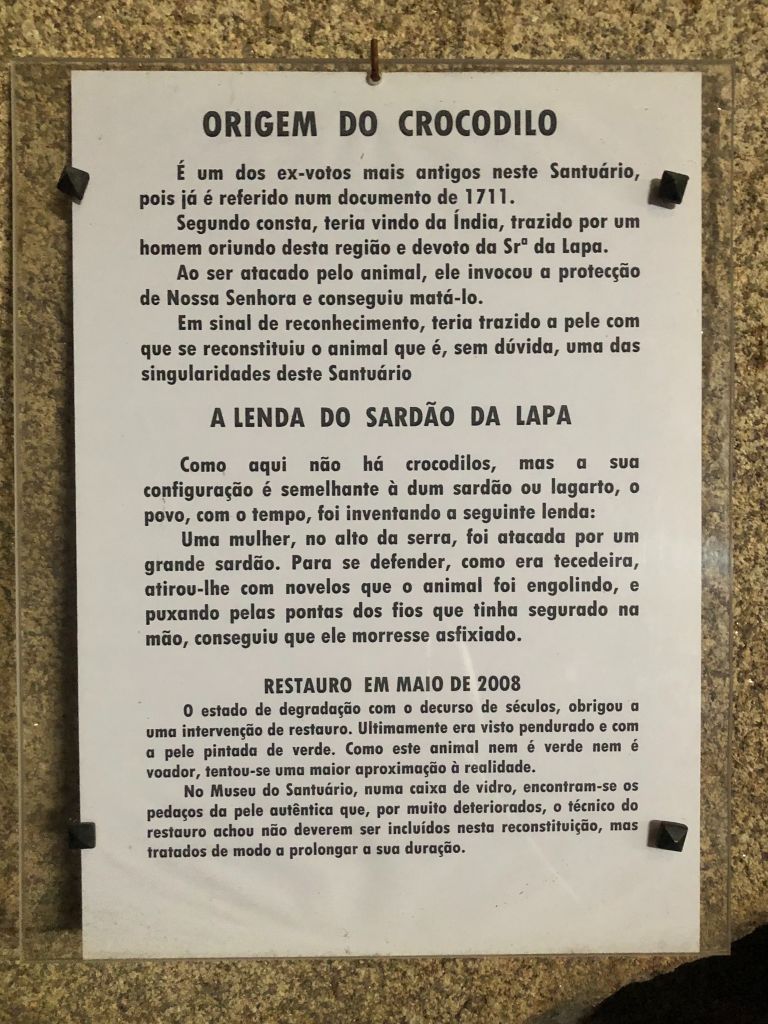 ORIGEM DO CROCODILO
É um dos ex-votos mais antigos neste Santuário,
pois já é referido num documento de 1711.
Segundo consta, teria vindo da Índia, trazido por um
homem oriundo desta região e devoto da Srª da Lapa.
Ao ser atacado pelo animal, ele invocou a protecção
de Nossa Senhora e conseguiu matá-lo.
Em sinal de reconhecimento, teria trazido a pele com
que se reconstituiu o animal que é, sem dúvida, uma das
singularidades deste Santuário
A LENDA DO SARDÃO DA LAPA
Como aqui não há crocodilos, mas a sua
configuração é semelhante à dum sardão ou lagarto, o
povo, com o tempo, foi inventando a seguinte lenda:
Uma mulher, no alto da serra, foi atacada por um
grande sardão. Para se defender, como era tecedeira,
atirou-lhe com novelos que o animal foi engolindo, e
puxando pelas pontas dos fios que tinha segurado na
mão, conseguiu que ele morresse asfixiado.
RESTAURO EM MAIO DE 2008
O estado de degradação com o decurso de séculos, obrigou a
uma intervenção de restauro. Ultimamente era visto pendurado e com
a pele pintada de verde. Como este animal nem é verde nem é
voador, tentou-se uma maior aproximação à realidade.
No Museu do Santuário, numa caixa de vidro, encontram-se os
pedaços da pele autêntica que, por muito deteriorados, o técnico do
restauro achou não deverem ser incluídos nesta reconstituição, mas
tratados de modo a prolongar a sua duração.